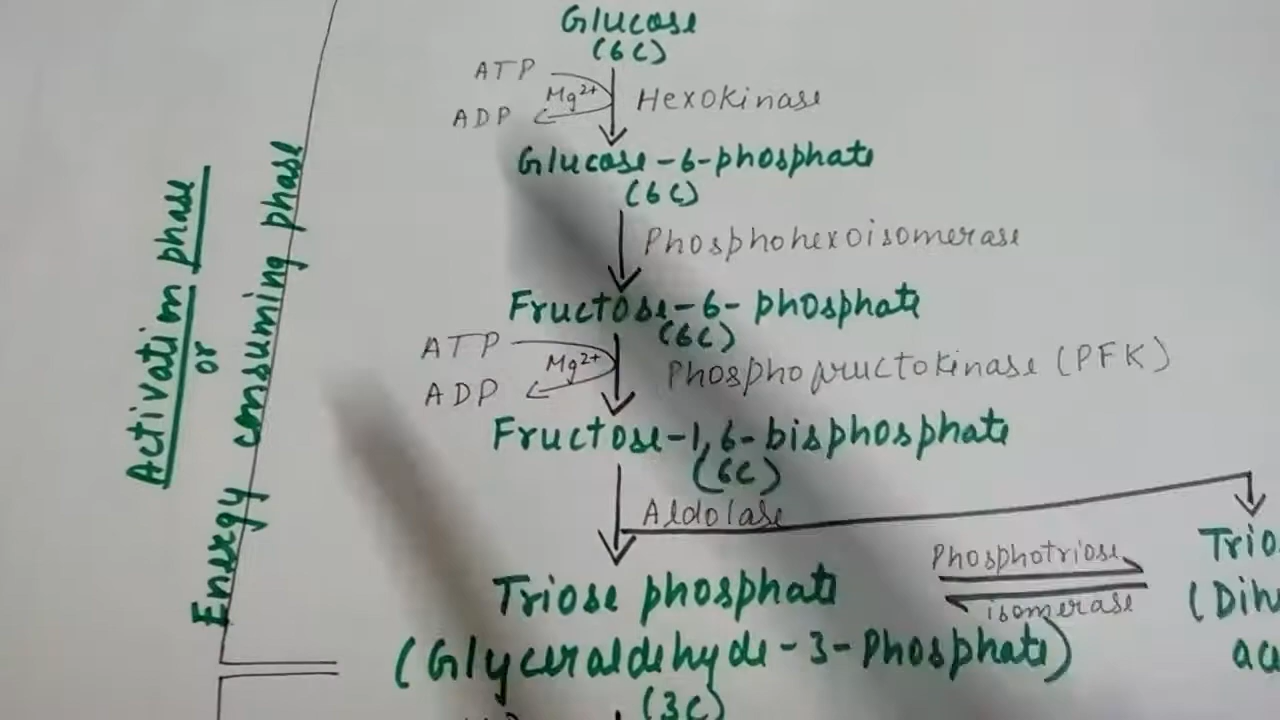 Glucose
(6C)
ATP
Mg2+
Hexokinase
ADP
Glucose-6-phosphate
(6C)
Phosphohexoisomerase
Fructose-6-phosphate
(6C)
ATP
Mg2+
Phosphofructokinase (PFK)
ADP
Fructose-1,6-bisphosphate
(6C)
Aldolase
Phosphotriose
isomerase
Triose phosphate
(Glyceraldehyde-3-Phosphate)
(3C)
Activation phase
or
Energy consuming phase